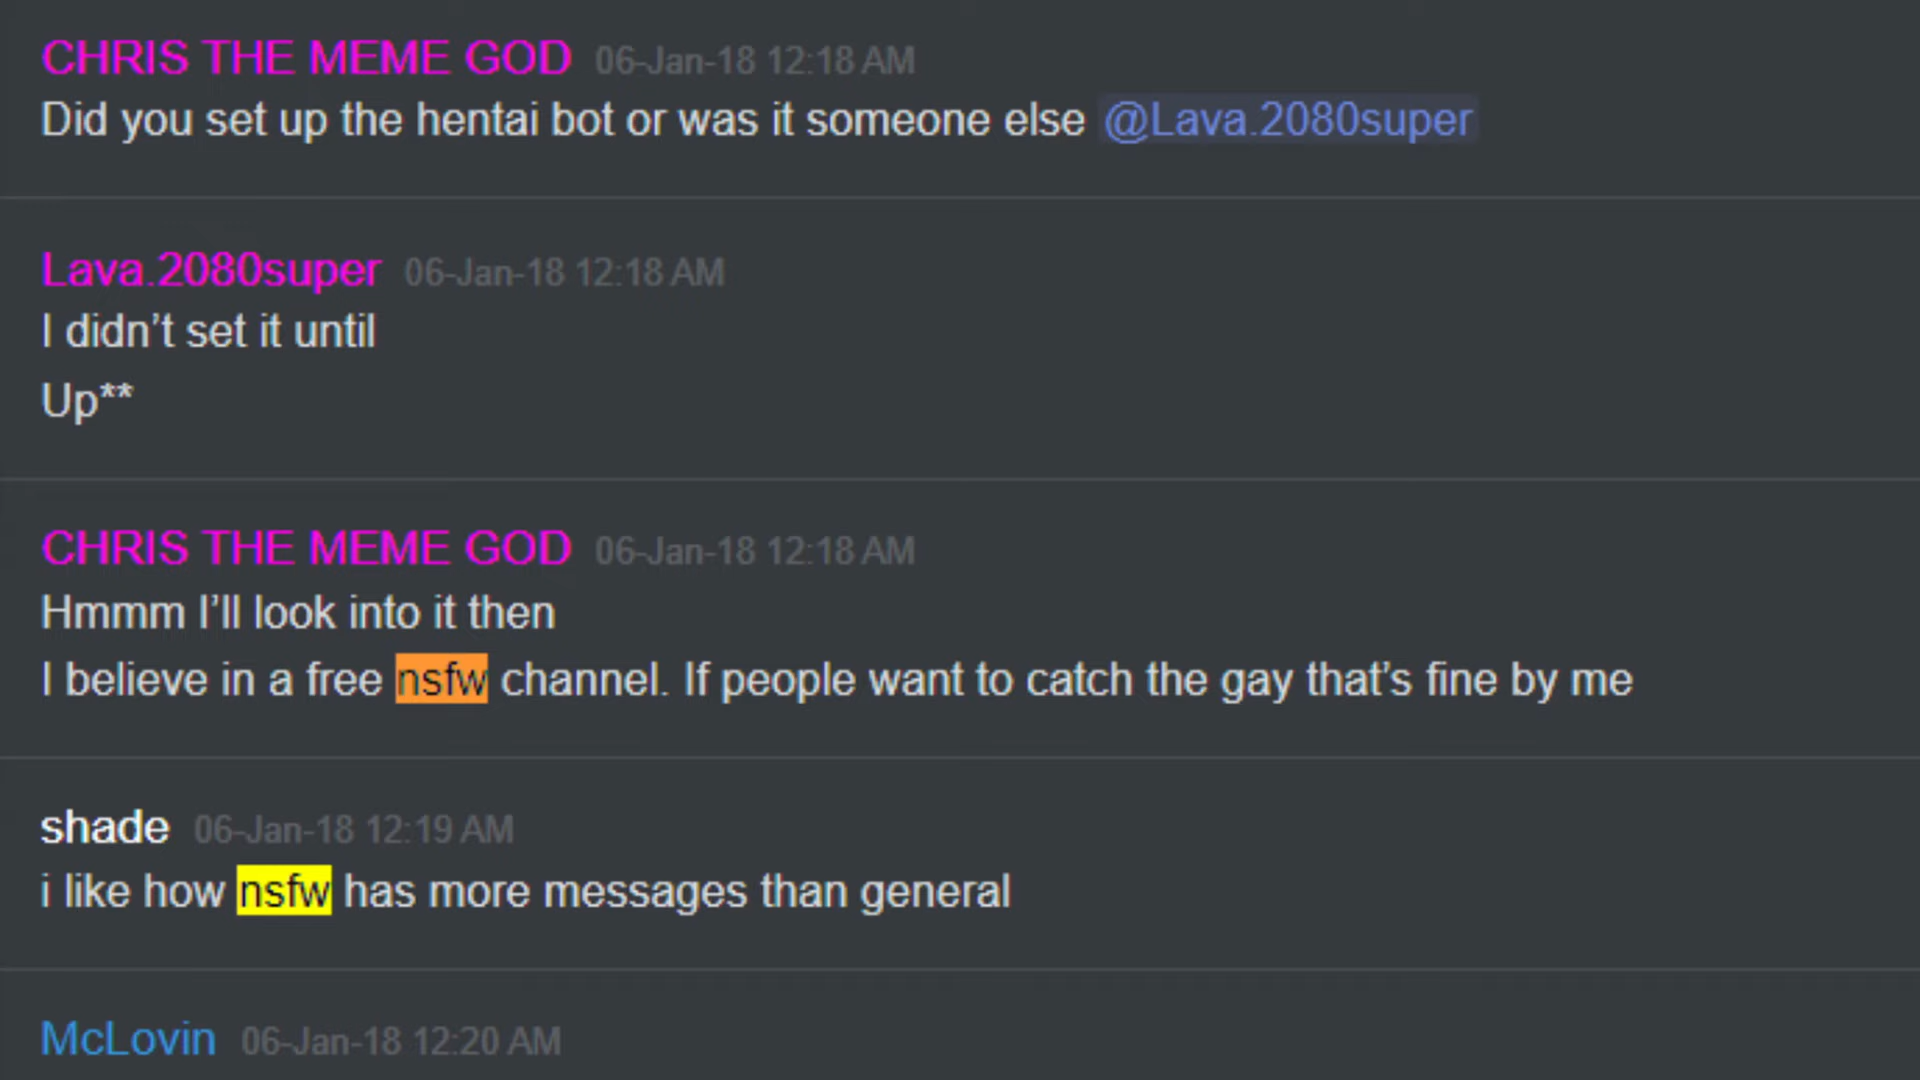 CHRIS THE MEME GOD 06-Jan-18 12:18 AM
Did you set up the hentai bot or was it someone else @Lava.2080super
Lava.2080super 06-Jan-18 12:18 AM
I didn’t set it until
Up**
CHRIS THE MEME GOD 06-Jan-18 12:18 AM
Hmmm I’ll look into it then
I believe in a free nsfw channel. If people want to catch the gay that’s fine by me
shade 06-Jan-18 12:19 AM
i like how nsfw has more messages than general
McLovin 06-Jan-18 12:20 AM